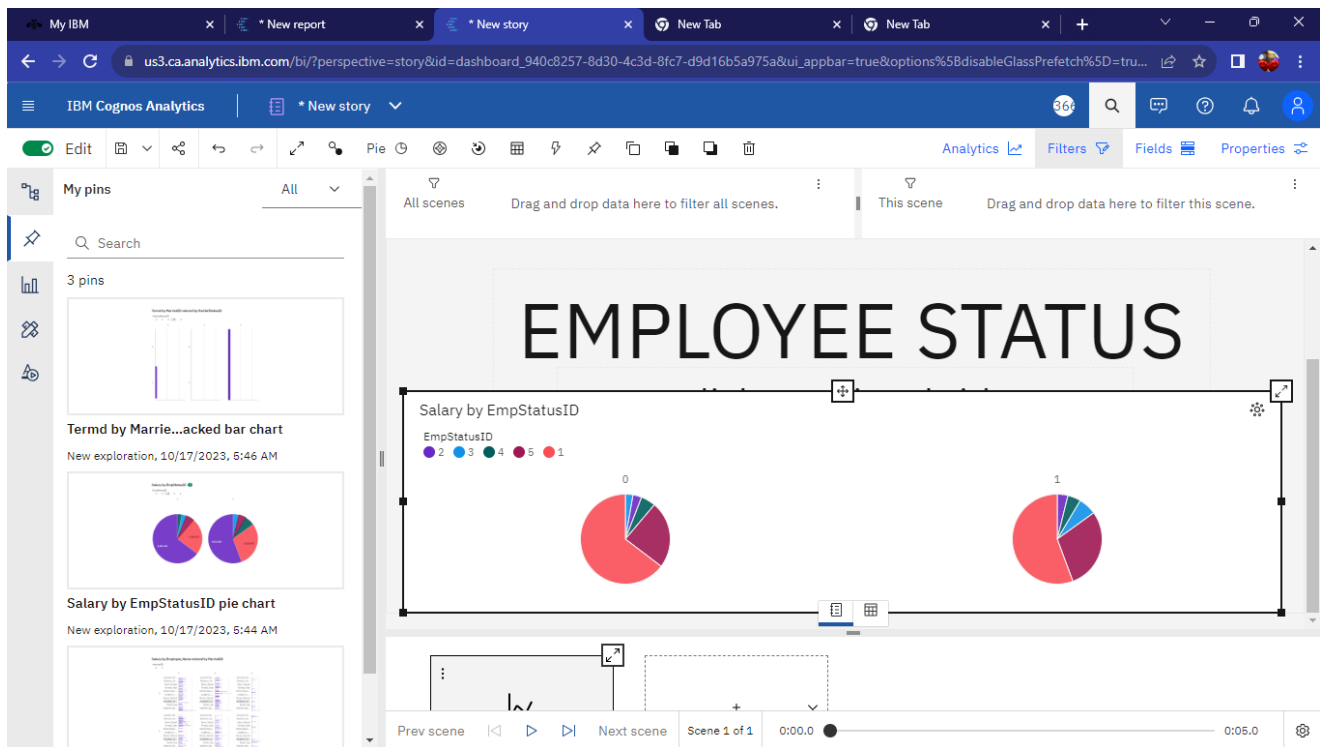 My IBM
* New report
* New story
New Tab
New Tab
us3.ca.analytics.ibm.com/bi/?perspective=story&id=dashboard_940c8257-8d30-4c3d-8fc7-d9d16b5a975a&ui_appbar=true&options%5BdisableGlassPrefetch%5D=tru...
IBM Cognos Analytics
* New story
366
Edit
Pie
Analytics
Filters
Fields
Properties
My pins
All
Search
3 pins
Termd by Marrie...acked bar chart
New exploration, 10/17/2023, 5:46 AM
Salary by EmpStatusID
Salary by EmpStatusID pie chart
New exploration, 10/17/2023, 5:44 AM
All scenes
Drag and drop data here to filter all scenes.
This scene
Drag and drop data here to filter this scene.
EMPLOYEE STATUS
Salary by EmpStatusID
EmpStatusID
2 3 4 5 1
0
1
Prev scene
Next scene
Scene 1 of 1
0:00.0
0:05.0